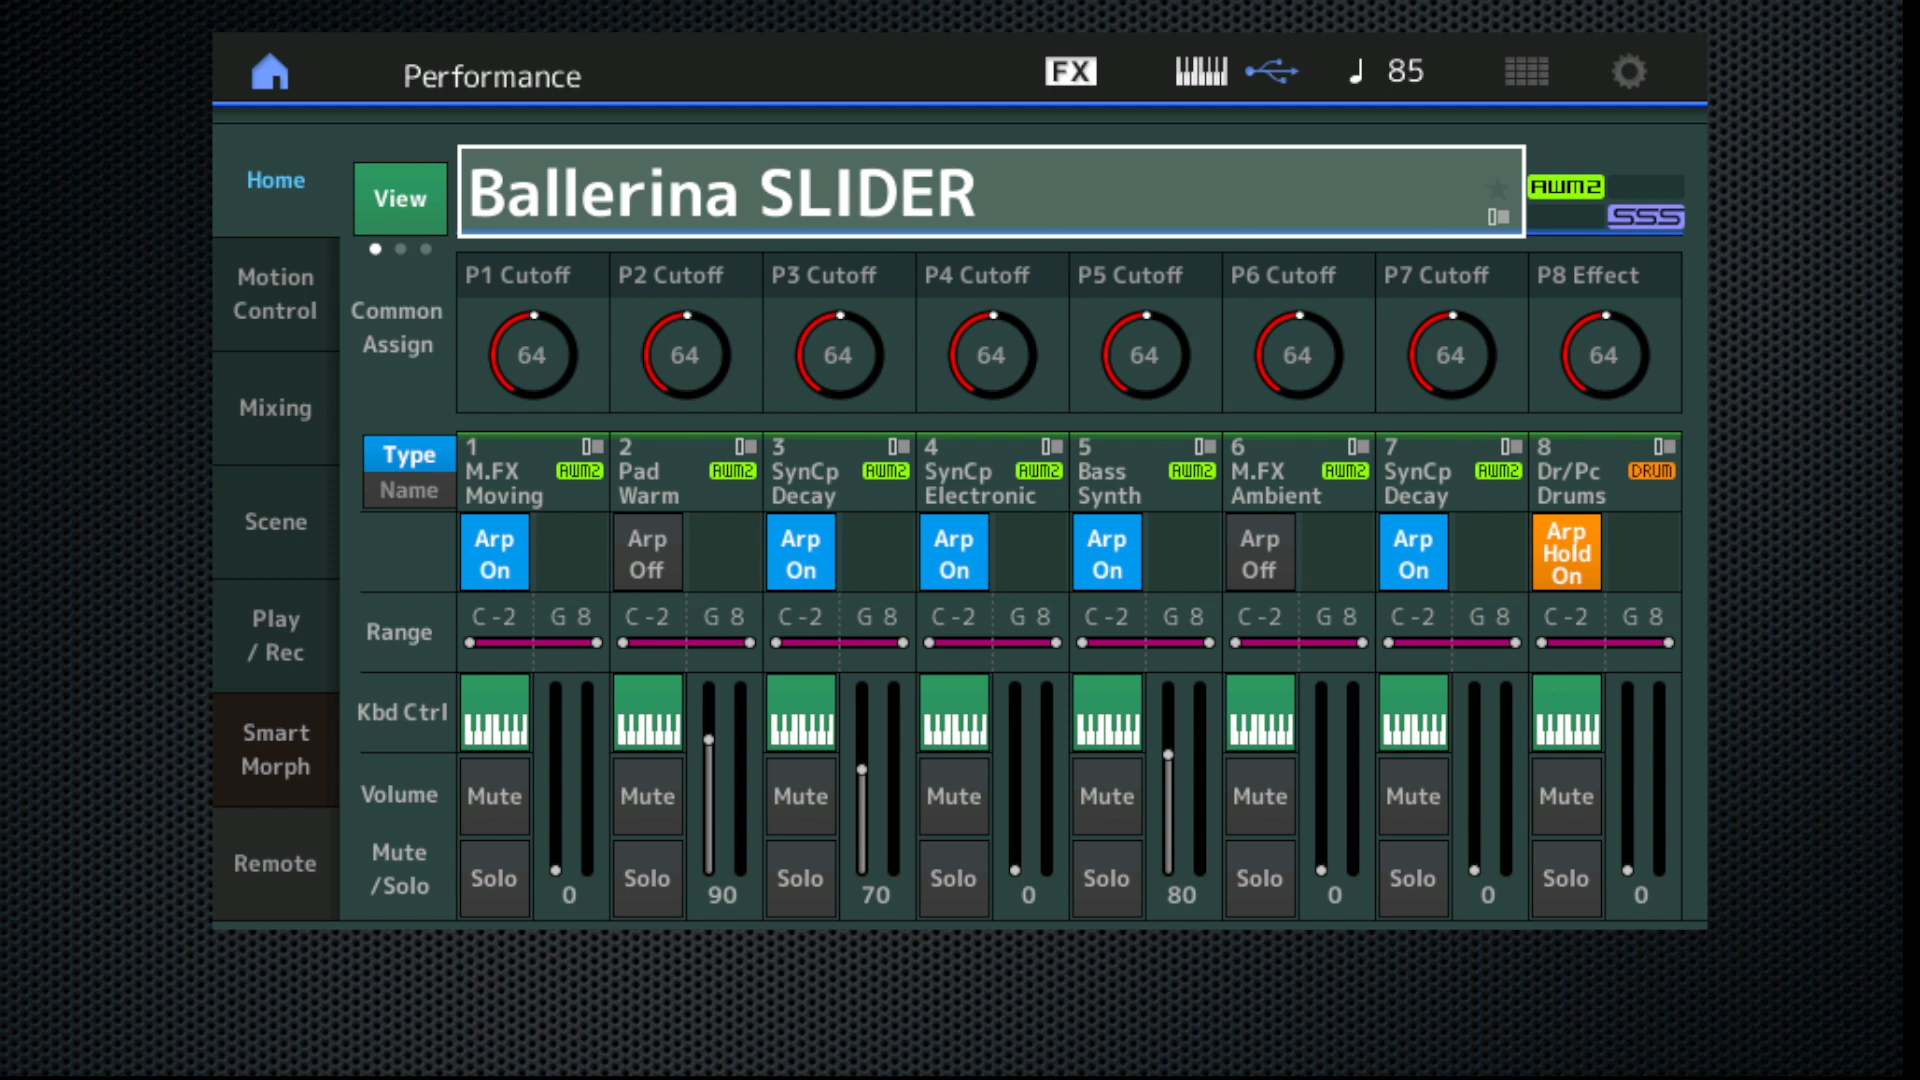 Performance
FX
85
Home
View
Ballerina SLIDER
AWM2
SSS
Motion
Control
Common
Assign
P1 Cutoff
P2 Cutoff
P3 Cutoff
P4 Cutoff
P5 Cutoff
P6 Cutoff
P7 Cutoff
P8 Effect
64
64
64
64
64
64
64
64
Mixing
Type
Name
1
M.FX AWM2
Moving
2
Pad AWM2
Warm
3
SynCp AWM2
Decay
4
SynCp AWM2
Electronic
5
Bass AWM2
Synth
6
M.FX AWM2
Ambient
7
SynCp AWM2
Decay
8
Dr/Pc DRUM
Drums
Scene
Arp
On
Arp
Off
Arp
On
Arp
On
Arp
On
Arp
Off
Arp
On
Arp
Hold
On
Play
/ Rec
Range
C -2 G 8
C -2 G 8
C -2 G 8
C -2 G 8
C -2 G 8
C -2 G 8
C -2 G 8
C -2 G 8
Smart
Morph
Kbd Ctrl
Volume
Mute
Mute
Mute
Mute
Mute
Mute
Mute
Mute
Remote
Mute
/Solo
Solo
Solo
Solo
Solo
Solo
Solo
Solo
Solo
0
90
70
0
80
0
0
0